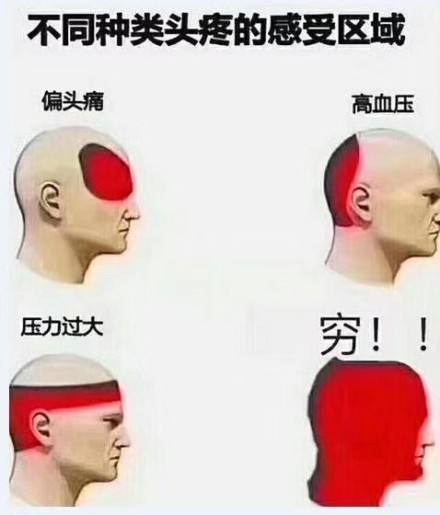 不同种类头疼的感受区域
偏头痛
高血压
压力过大
穷！！